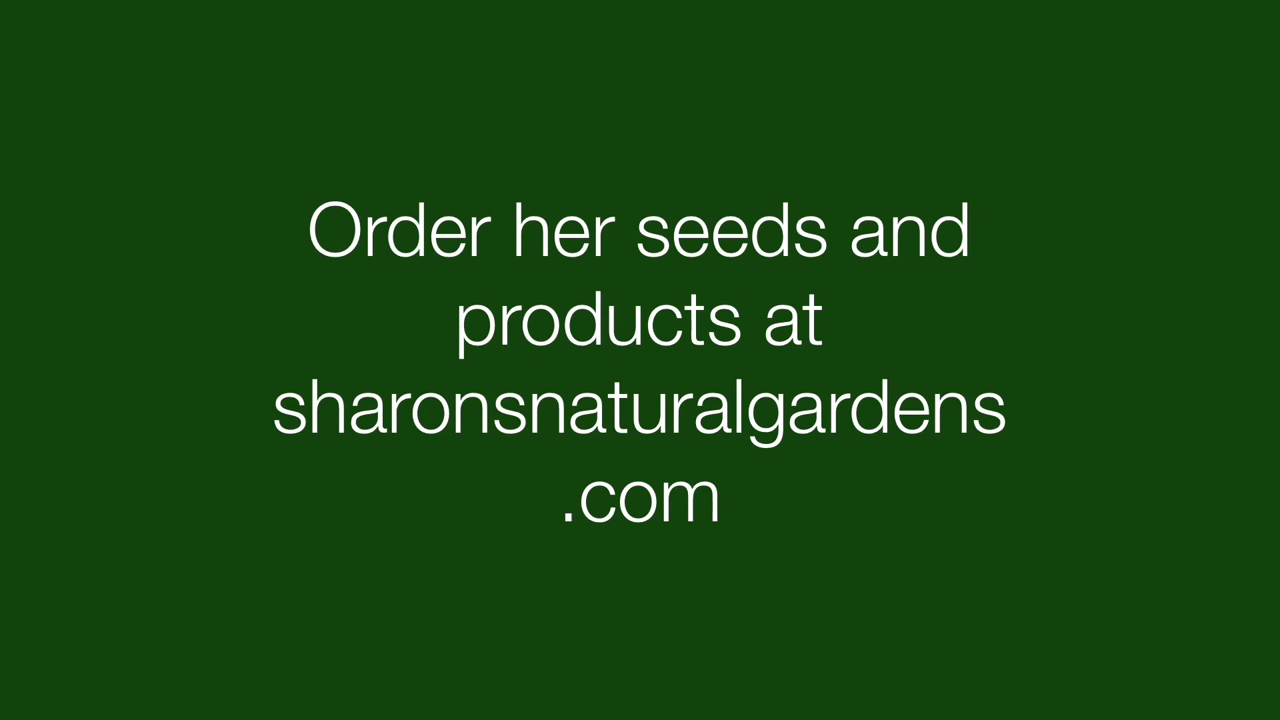 Order her seeds and
products at
sharonsnaturalgardens
.com